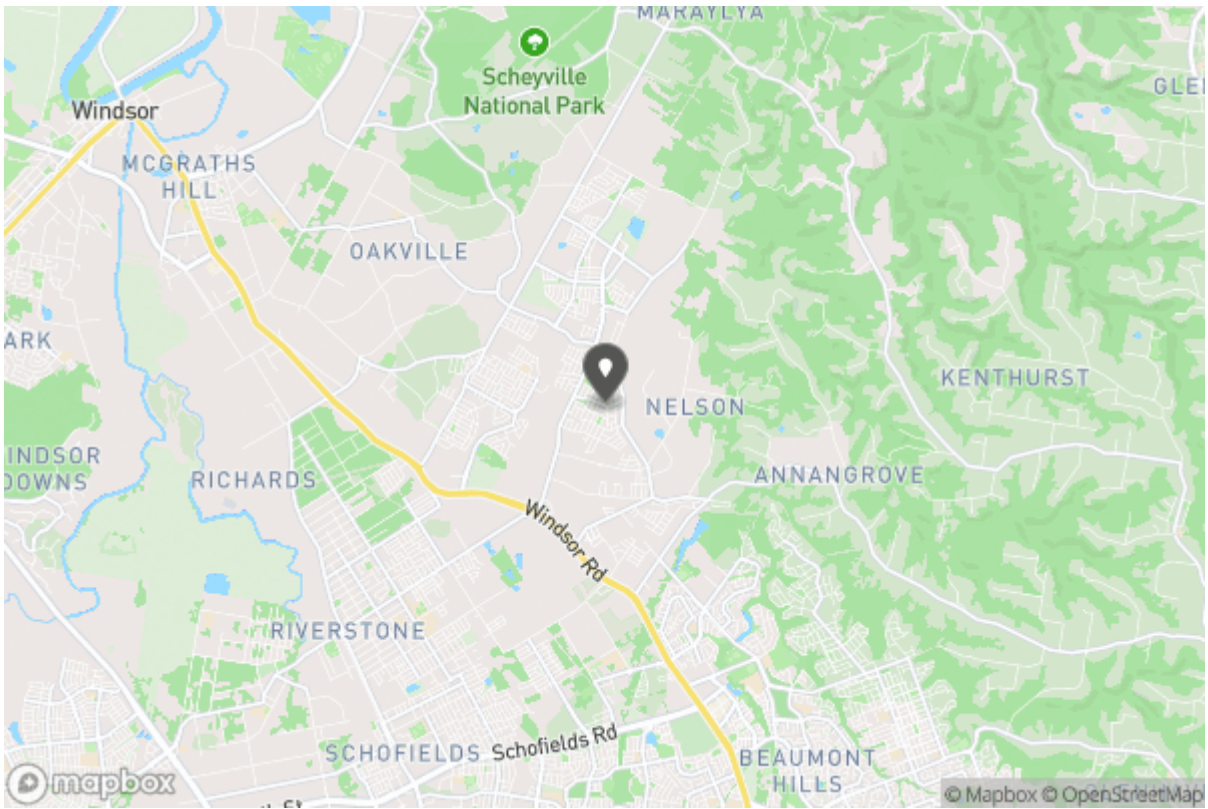 MARAYLYA
Scheyville
National Park
Windsor
MCGRATHS
HILL
OAKVILLE
ARK
KENTHURST
NELSON
INDSOR
DOWNS
RICHARDS
ANNANGROVE
Windsor Rd
RIVERSTONE
SCHOFIELDS
Schofields Rd
BEAUMONT
HILLS
mapbox
© Mapbox © OpenStreetMap